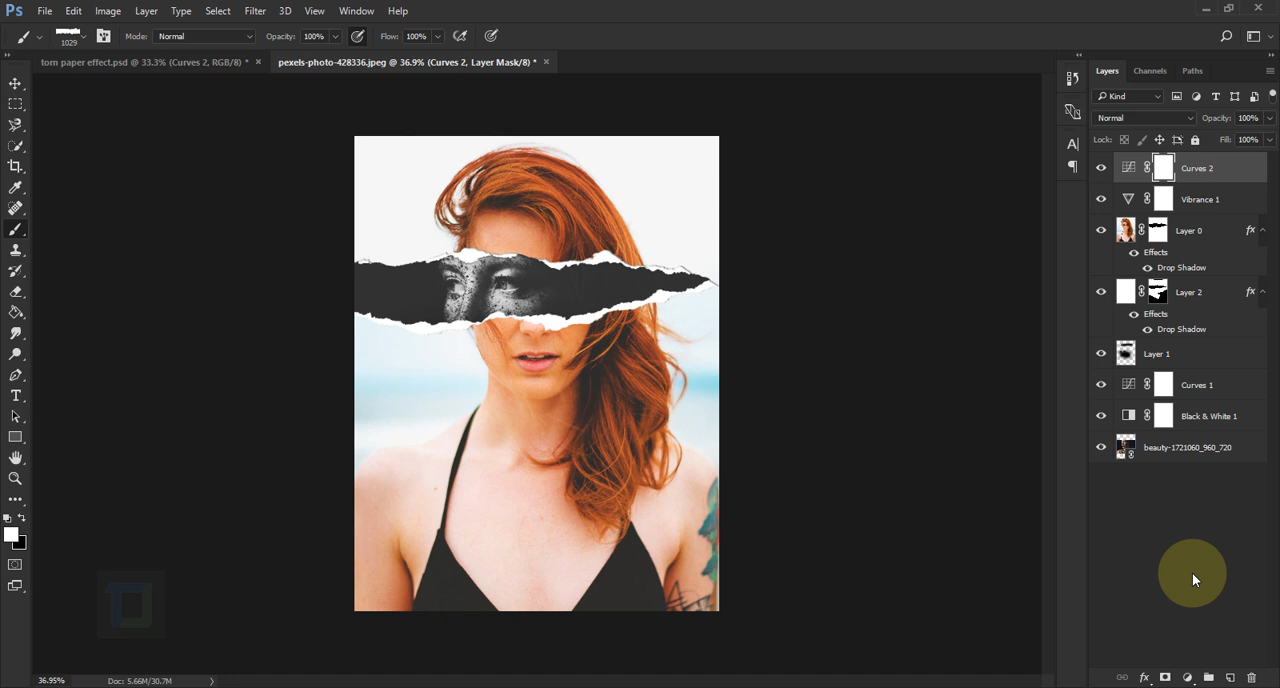 Ps File Edit Image Layer Type Select Filter 3D View Window Help
1029 Mode: Normal Opacity: 100% Flow: 100%
torn paper effect.psd @ 33.3% (Curves 2, RGB/8) * × pexels-photo-428336.jpeg @ 36.9% (Curves 2, Layer Mask/8) * ×
Layers Channels Paths
Kind
Normal Opacity: 100%
Lock: Fill: 100%
Curves 2
Vibrance 1
Layer 0 fx
Effects
Drop Shadow
Layer 2 fx
Effects
Drop Shadow
Layer 1
Curves 1
Black & White 1
beauty-1721060_960_720
36.95% Doc: 5.66M/30.7M
fx